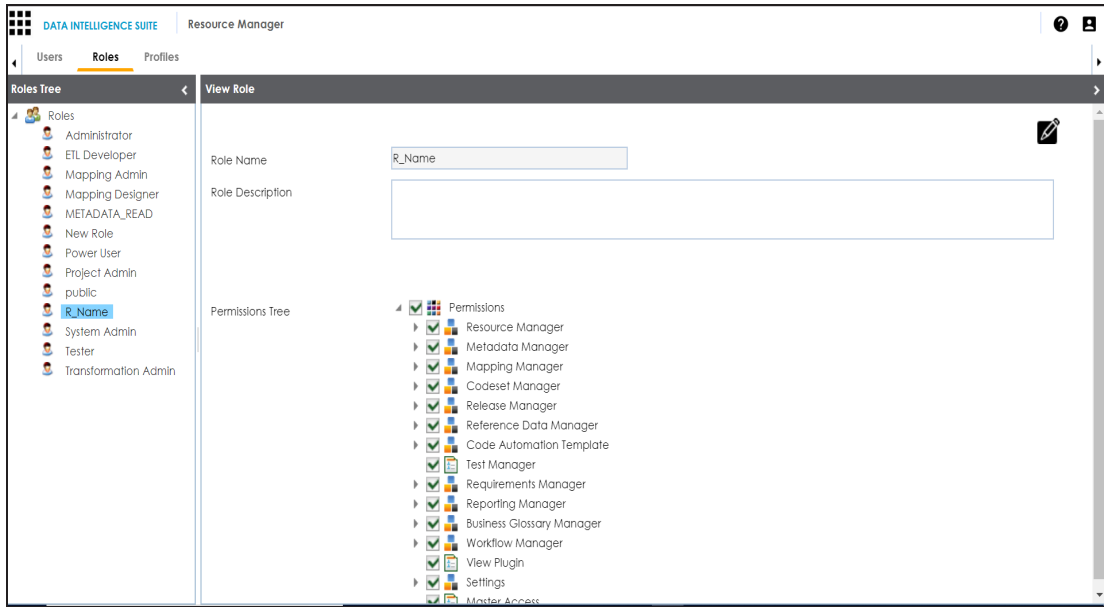 DATA INTELLIGENCE SUITE Resource Manager
Users Roles Profiles
Roles Tree
Roles
Administrator
ETL Developer
Mapping Admin
Mapping Designer
METADATA_READ
New Role
Power User
Project Admin
public
R_Name
System Admin
Tester
Transformation Admin
View Role
Role Name R_Name
Role Description
Permissions Tree
Permissions
Resource Manager
Metadata Manager
Mapping Manager
Codeset Manager
Release Manager
Reference Data Manager
Code Automation Template
Test Manager
Requirements Manager
Reporting Manager
Business Glossary Manager
Workflow Manager
View Plugin
Settings
Master Access